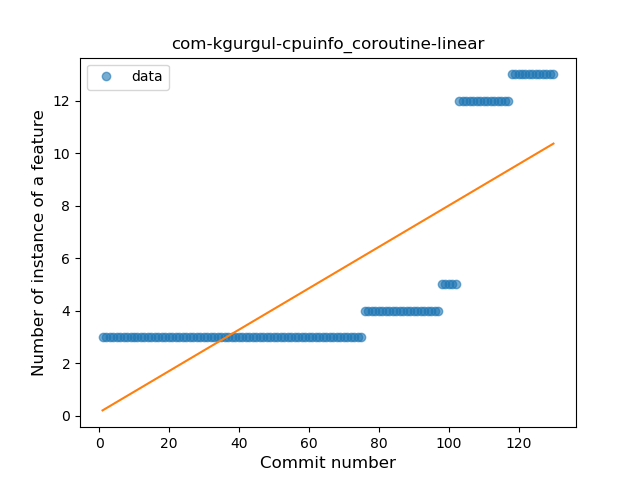 com-kgurgul-cpuinfo_coroutine-linear
data
Number of instance of a feature
12
10
8
6
4
2
0
0 20 40 60 80 100 120
Commit number